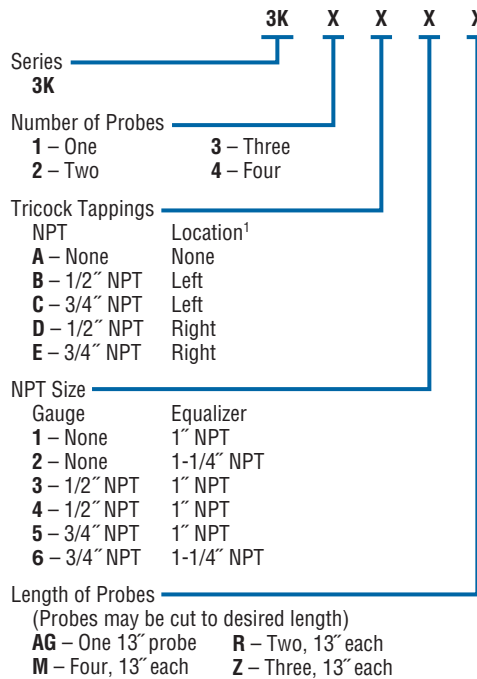 3K X X X X
Series
3K
Number of Probes
1 – One 3 – Three
2 – Two 4 – Four
Tricock Tappings
NPT Location¹
A – None None
B – 1/2˝ NPT Left
C – 3/4˝ NPT Left
D – 1/2˝ NPT Right
E – 3/4˝ NPT Right
NPT Size
Gauge Equalizer
1 – None 1˝ NPT
2 – None 1-1/4˝ NPT
3 – 1/2˝ NPT 1˝ NPT
4 – 1/2˝ NPT 1˝ NPT
5 – 3/4˝ NPT 1˝ NPT
6 – 3/4˝ NPT 1-1/4˝ NPT
Length of Probes
(Probes may be cut to desired length)
AG – One 13˝ probe R – Two, 13˝ each
M – Four, 13˝ each Z – Three, 13˝ each